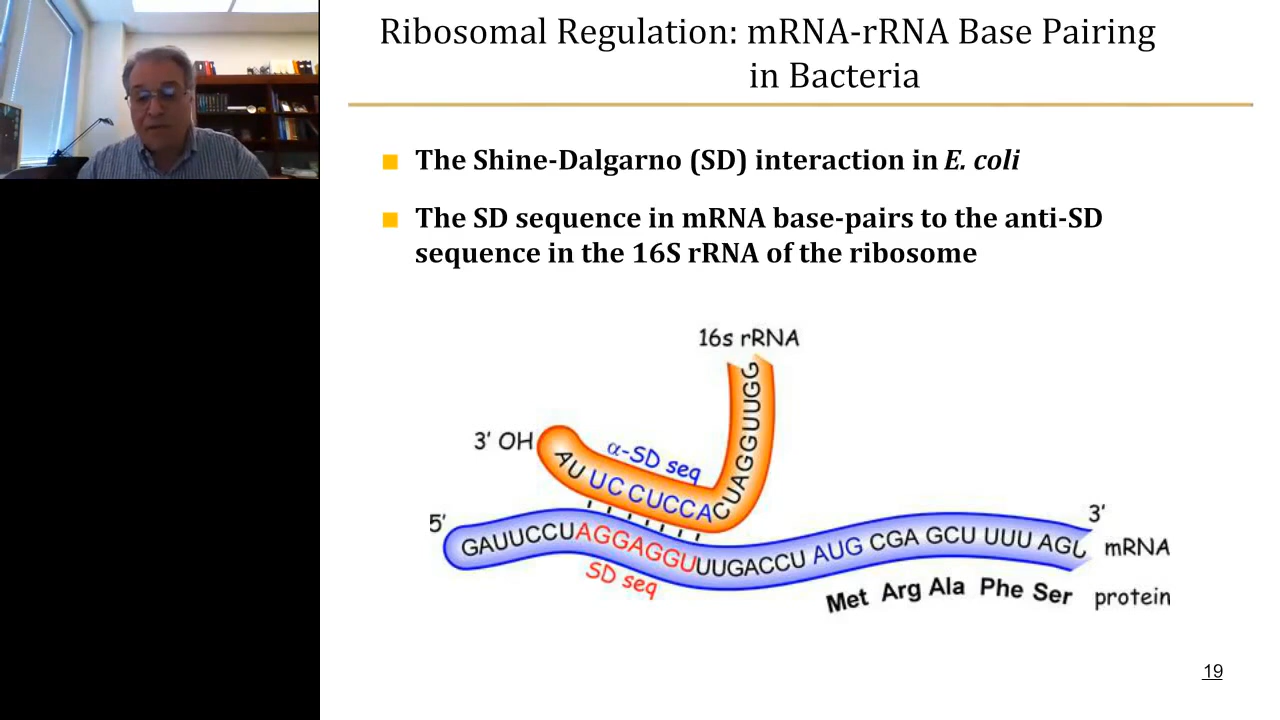 Ribosomal Regulation: mRNA-rRNA Base Pairing
in Bacteria
■ The Shine-Dalgarno (SD) interaction in E. coli
■ The SD sequence in mRNA base-pairs to the anti-SD
sequence in the 16S rRNA of the ribosome
16s rRNA
3' OH
α-SD seq
AU UCCUCCA CUAGGUUGG
5'
3'
GAUUCCUAGGAGGUUUGACCU AUG CGA GCU UUU AGU
mRNA
SD seq
Met Arg Ala Phe Ser
protein
19